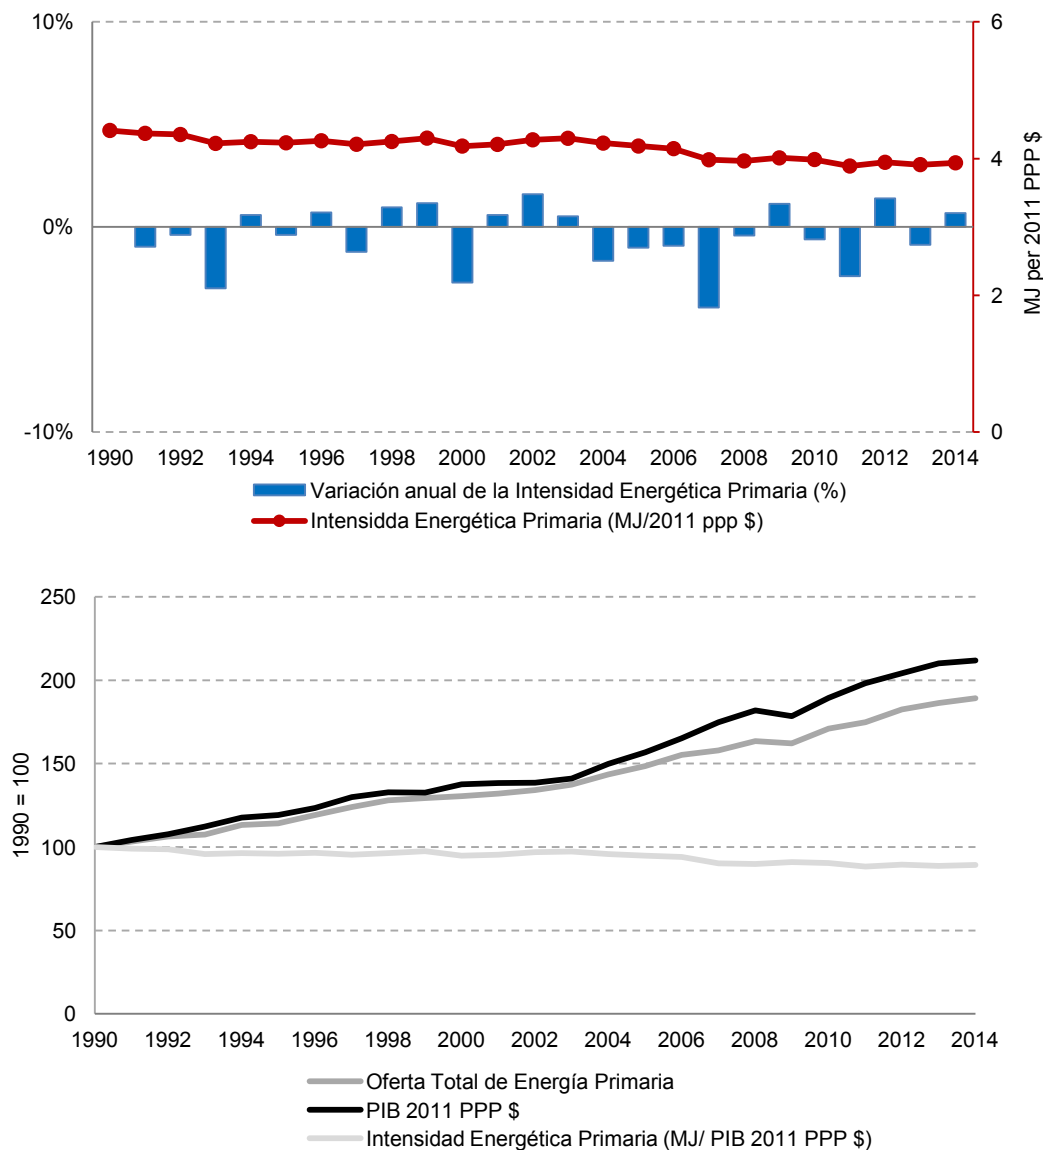 10%
6
4
0%
2
-10%
0
MJ per 2011 PPP $
1990 1992 1994 1996 1998 2000 2002 2004 2006 2008 2010 2012 2014
Variación anual de la Intensidad Energética Primaria (%)
Intensidda Energética Primaria (MJ/2011 ppp $)
250
200
150
100
50
0
1990 = 100
1990 1992 1994 1996 1998 2000 2002 2004 2006 2008 2010 2012 2014
Oferta Total de Energía Primaria
PIB 2011 PPP $
Intensidad Energética Primaria (MJ/ PIB 2011 PPP $)